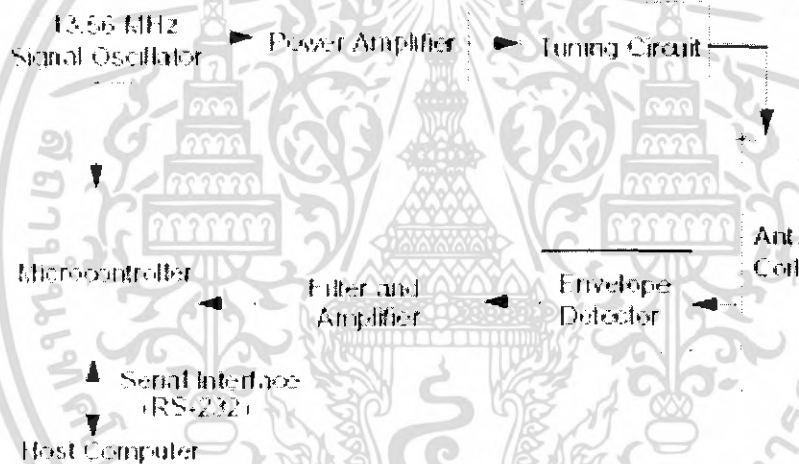 13.56 MHz
Signal Oscillator
Power Amplifier
Tuning Circuit
Ant.
Coil
Microcontroller
Filter and
Amplifier
Envelope
Detector
Serial Interface
(RS-232)
Host Computer